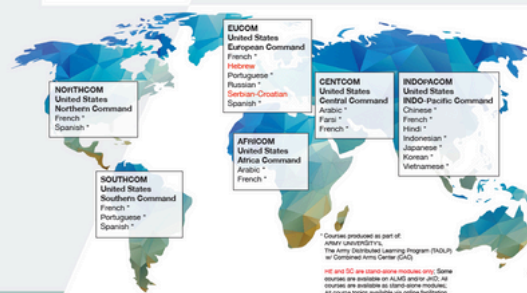 EUCOM
United States
European Command
French *
Hebrew
Portuguese *
Russian *
Serbian-Croatian
Spanish *
NORTHCOM
United States
Northern Command
French *
Spanish *
CENTCOM
United States
Central Command
Arabic *
Farsi *
French *
INDOPACOM
United States
INDO-Pacific Command
Chinese *
French *
Hindi *
Indonesian *
Japanese *
Korean *
Vietnamese *
AFRICOM
United States
Africa Command
Arabic *
French *
SOUTHCOM
United States
Southern Command
French *
Portuguese *
Spanish *
* Courses produced as part of:
ARMY UNIVERSITY'S,
The Army Distributed Learning Program (TADLP)
w/ Combined Arms Center (CAC)
HE and SC are stand-alone modules only; Some
courses are available on ALMS and/or JKO; All
courses are available as stand-alone modules;